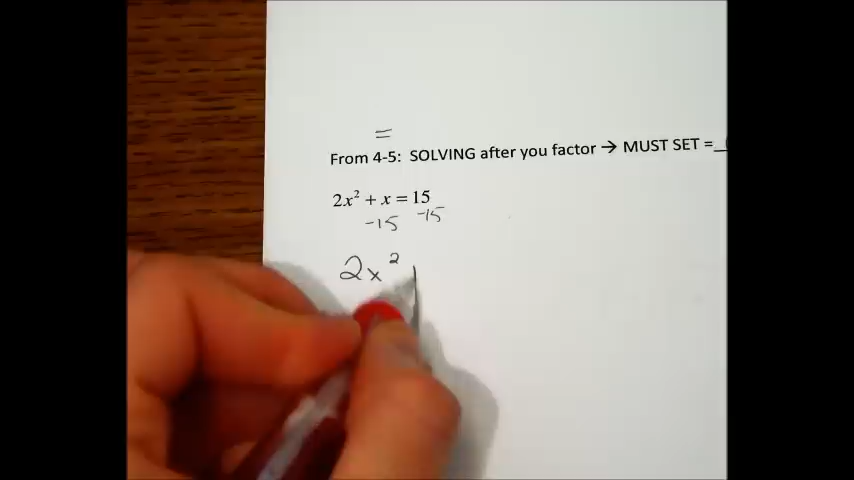 =
From 4-5: SOLVING after you factor → MUST SET =_
2x² + x = 15
-15 -15
2x²